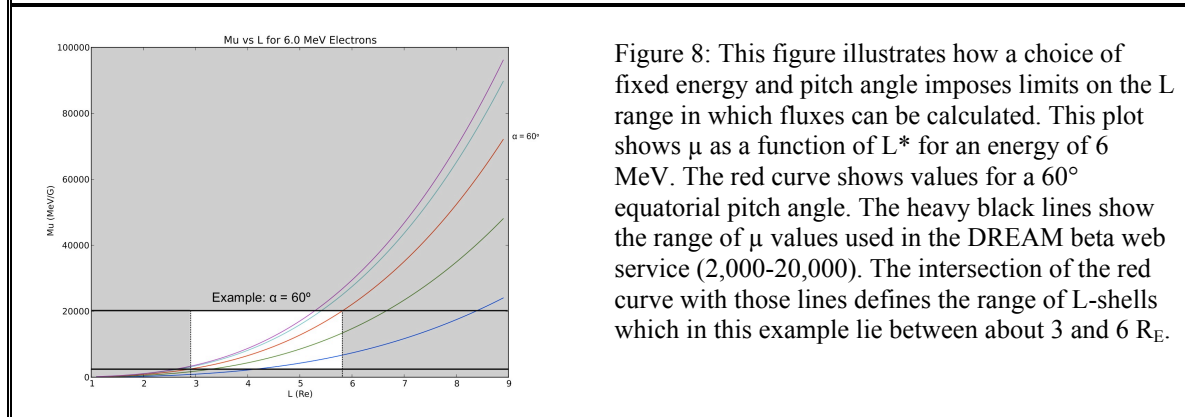 Mu vs L for 6.0 MeV Electrons
100000
80000
60000
40000
20000
0
Mu (MeV/G)
α = 60º
Example: α = 60º
1 2 3 4 5 6 7 8 9
L (Re)
Figure 8: This figure illustrates how a choice of
fixed energy and pitch angle imposes limits on the L
range in which fluxes can be calculated. This plot
shows µ as a function of L* for an energy of 6
MeV. The red curve shows values for a 60°
equatorial pitch angle. The heavy black lines show
the range of µ values used in the DREAM beta web
service (2,000-20,000). The intersection of the red
curve with those lines defines the range of L-shells
which in this example lie between about 3 and 6 RE.